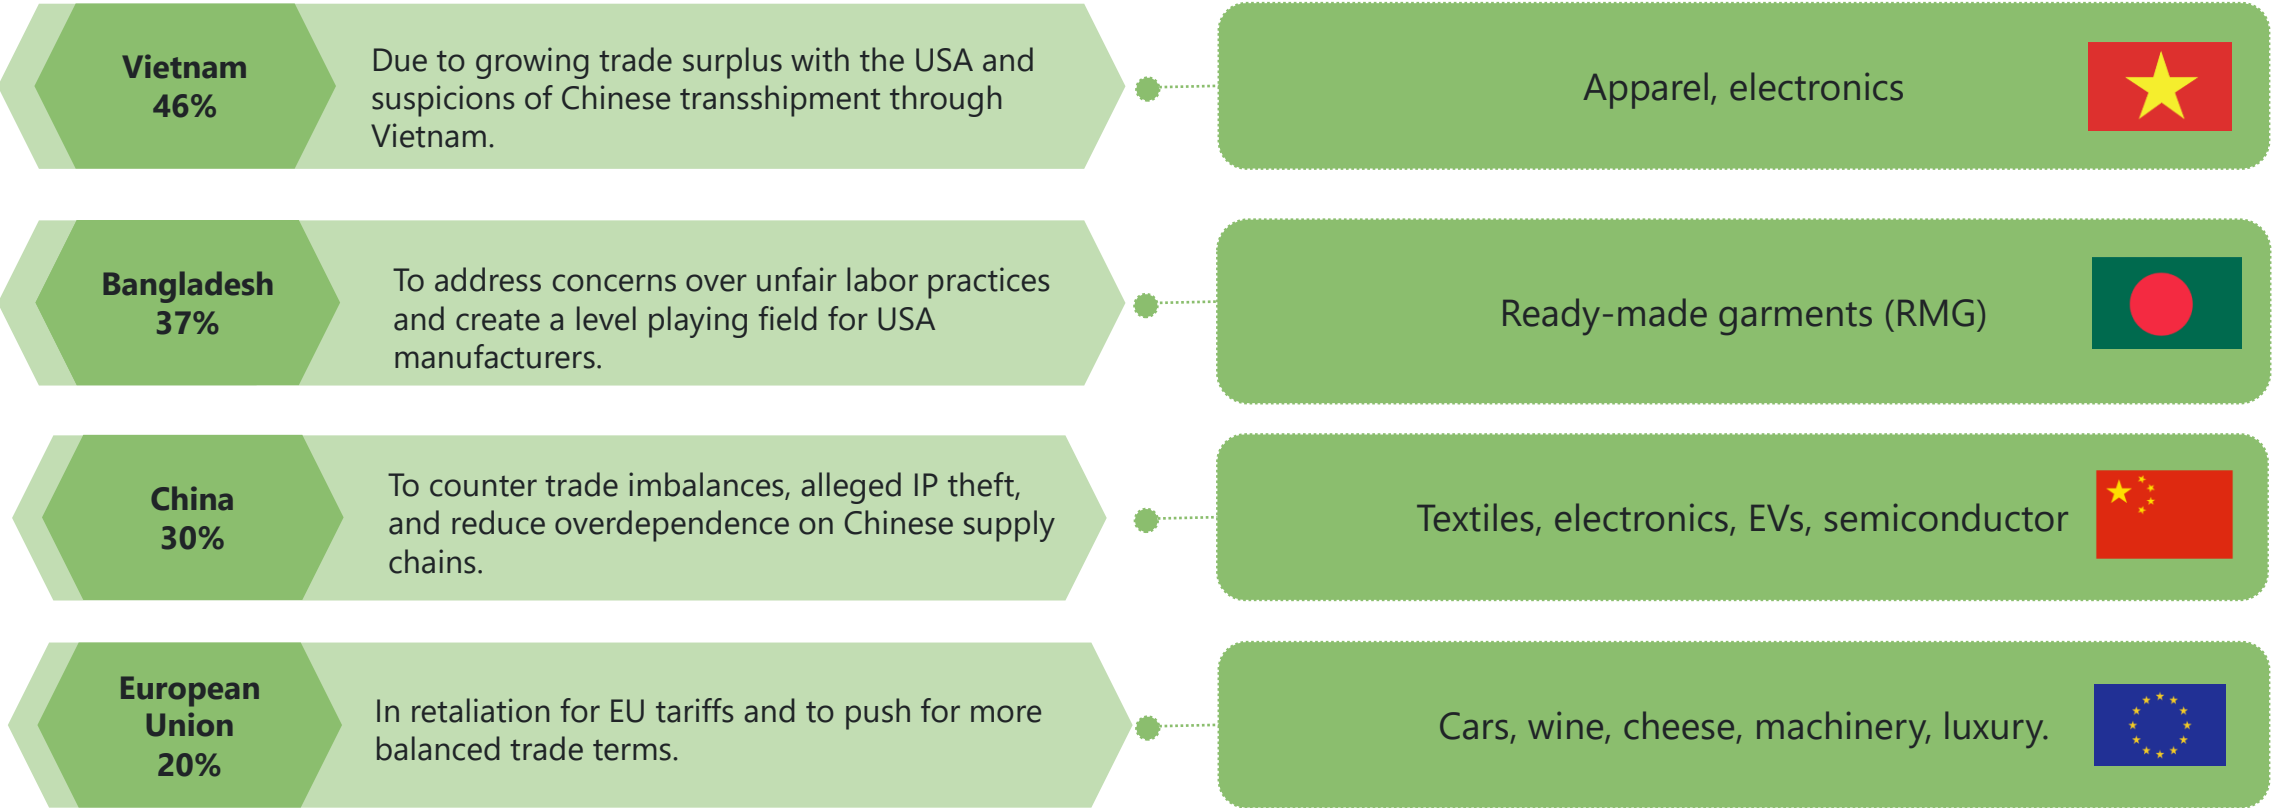 Vietnam
46%
Due to growing trade surplus with the USA and
suspicions of Chinese transshipment through
Vietnam.
Apparel, electronics
Bangladesh
37%
To address concerns over unfair labor practices
and create a level playing field for USA
manufacturers.
Ready-made garments (RMG)
China
30%
To counter trade imbalances, alleged IP theft,
and reduce overdependence on Chinese supply
chains.
Textiles, electronics, EVs, semiconductor
European
Union
20%
In retaliation for EU tariffs and to push for more
balanced trade terms.
Cars, wine, cheese, machinery, luxury.